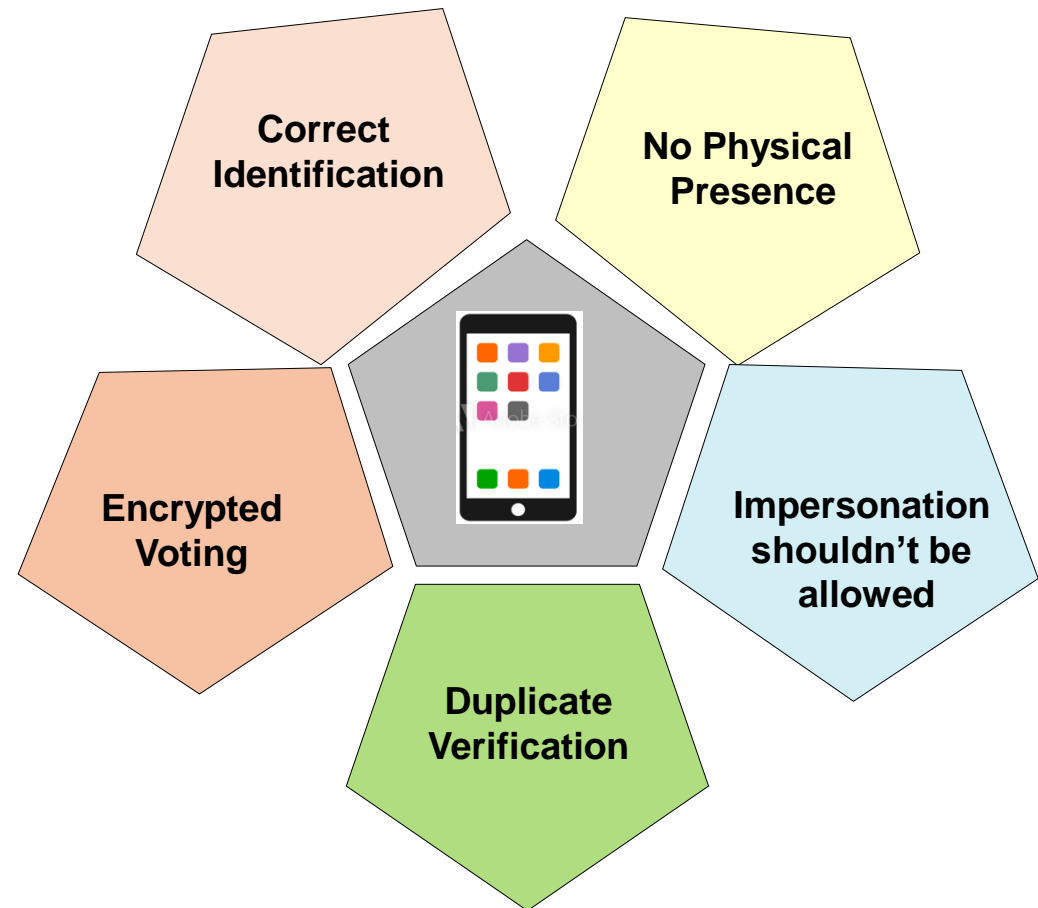 Correct
Identification
No Physical
Presence
Encrypted
Voting
Impersonation
shouldn't be
allowed
Duplicate
Verification